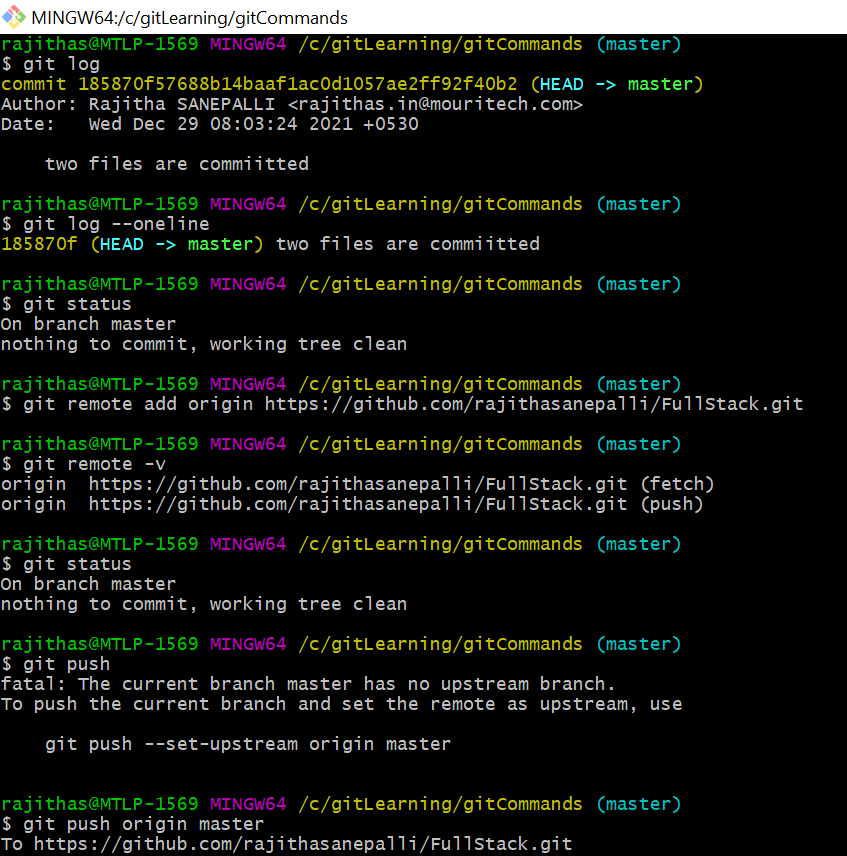 MINGW64:/c/gitLearning/gitCommands
rajithas@MTLP-1569 MINGW64 /c/gitLearning/gitCommands (master)
$ git log
commit 185870f57688b14baaf1ac0d1057ae2ff92f40b2 (HEAD -> master)
Author: Rajitha SANEPALLI <rajithas.in@mouritech.com>
Date:   Wed Dec 29 08:03:24 2021 +0530
    two files are commiitted
rajithas@MTLP-1569 MINGW64 /c/gitLearning/gitCommands (master)
$ git log --oneline
185870f (HEAD -> master) two files are commiitted
rajithas@MTLP-1569 MINGW64 /c/gitLearning/gitCommands (master)
$ git status
On branch master
nothing to commit, working tree clean
rajithas@MTLP-1569 MINGW64 /c/gitLearning/gitCommands (master)
$ git remote add origin https://github.com/rajithasanepalli/FullStack.git
rajithas@MTLP-1569 MINGW64 /c/gitLearning/gitCommands (master)
$ git remote -v
origin  https://github.com/rajithasanepalli/FullStack.git (fetch)
origin  https://github.com/rajithasanepalli/FullStack.git (push)
rajithas@MTLP-1569 MINGW64 /c/gitLearning/gitCommands (master)
$ git status
On branch master
nothing to commit, working tree clean
rajithas@MTLP-1569 MINGW64 /c/gitLearning/gitCommands (master)
$ git push
fatal: The current branch master has no upstream branch.
To push the current branch and set the remote as upstream, use
    git push --set-upstream origin master
rajithas@MTLP-1569 MINGW64 /c/gitLearning/gitCommands (master)
$ git push origin master
To https://github.com/rajithasanepalli/FullStack.git